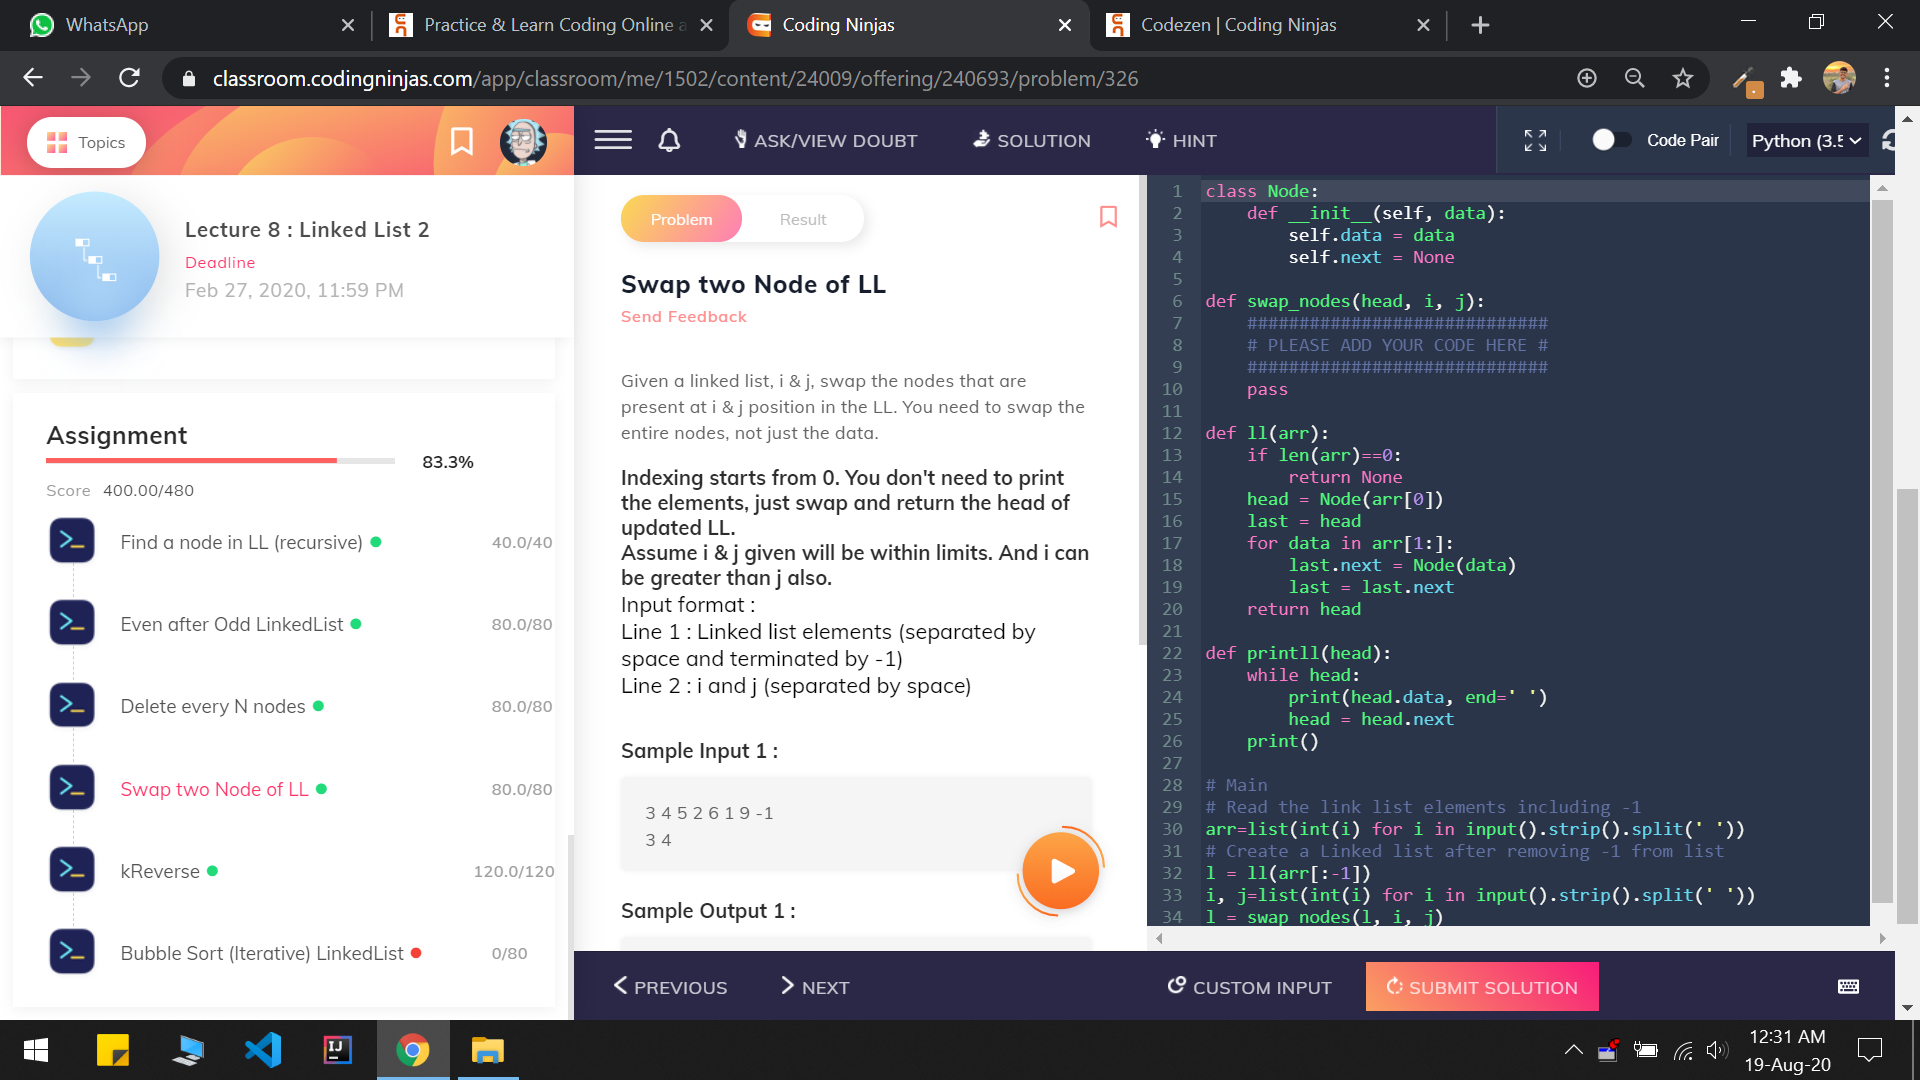 WhatsApp
Practice & Learn Coding Online a
Coding Ninjas
Codezen | Coding Ninjas
classroom.codingninjas.com/app/classroom/me/1502/content/24009/offering/240693/problem/326
Topics
Lecture 8 : Linked List 2
Deadline
Feb 27, 2020, 11:59 PM
Assignment
83.3%
Score 400.00/480
Find a node in LL (recursive) 40.0/40
Even after Odd LinkedList 80.0/80
Delete every N nodes 80.0/80
Swap two Node of LL 80.0/80
kReverse 120.0/120
Bubble Sort (Iterative) LinkedList 0/80
ASK/VIEW DOUBT
SOLUTION
HINT
Code Pair
Python (3.5
Problem
Result
Swap two Node of LL
Send Feedback
Given a linked list, i & j, swap the nodes that are
present at i & j position in the LL. You need to swap the
entire nodes, not just the data.
Indexing starts from 0. You don't need to print
the elements, just swap and return the head of
updated LL.
Assume i & j given will be within limits. And i can
be greater than j also.
Input format :
Line 1 : Linked list elements (separated by
space and terminated by -1)
Line 2 : i and j (separated by space)
Sample Input 1 :
3 4 5 2 6 1 9 -1
3 4
Sample Output 1 :
1 class Node:
2     def __init__(self, data):
3         self.data = data
4         self.next = None
5
6 def swap_nodes(head, i, j):
7     #############################
8     # PLEASE ADD YOUR CODE HERE #
9     #############################
10     pass
11
12 def ll(arr):
13     if len(arr)==0:
14         return None
15     head = Node(arr[0])
16     last = head
17     for data in arr[1:]:
18         last.next = Node(data)
19         last = last.next
20     return head
21
22 def printll(head):
23     while head:
24         print(head.data, end=' ')
25         head = head.next
26     print()
27
28 # Main
29 # Read the link list elements including -1
30 arr=list(int(i) for i in input().strip().split(' '))
31 # Create a Linked list after removing -1 from list
32 l = ll(arr[:-1])
33 i, j=list(int(i) for i in input().strip().split(' '))
34 l = swap_nodes(l, i, j)
PREVIOUS
NEXT
CUSTOM INPUT
SUBMIT SOLUTION
IJ
12:31 AM
19-Aug-20